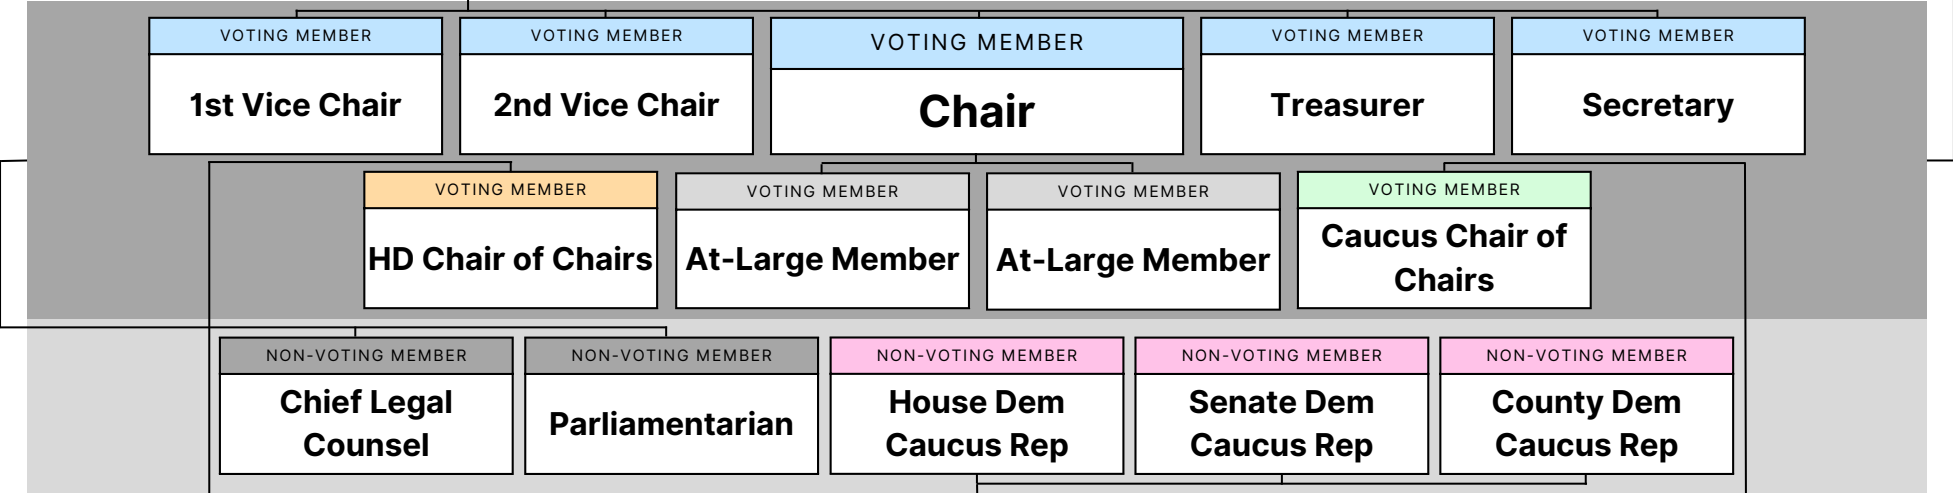 VOTING MEMBER
1st Vice Chair
VOTING MEMBER
2nd Vice Chair
VOTING MEMBER
Chair
VOTING MEMBER
Treasurer
VOTING MEMBER
Secretary
VOTING MEMBER
HD Chair of Chairs
VOTING MEMBER
At-Large Member
VOTING MEMBER
At-Large Member
VOTING MEMBER
Caucus Chair of
Chairs
NON-VOTING MEMBER
Chief Legal
Counsel
NON-VOTING MEMBER
Parliamentarian
NON-VOTING MEMBER
House Dem
Caucus Rep
NON-VOTING MEMBER
Senate Dem
Caucus Rep
NON-VOTING MEMBER
County Dem
Caucus Rep